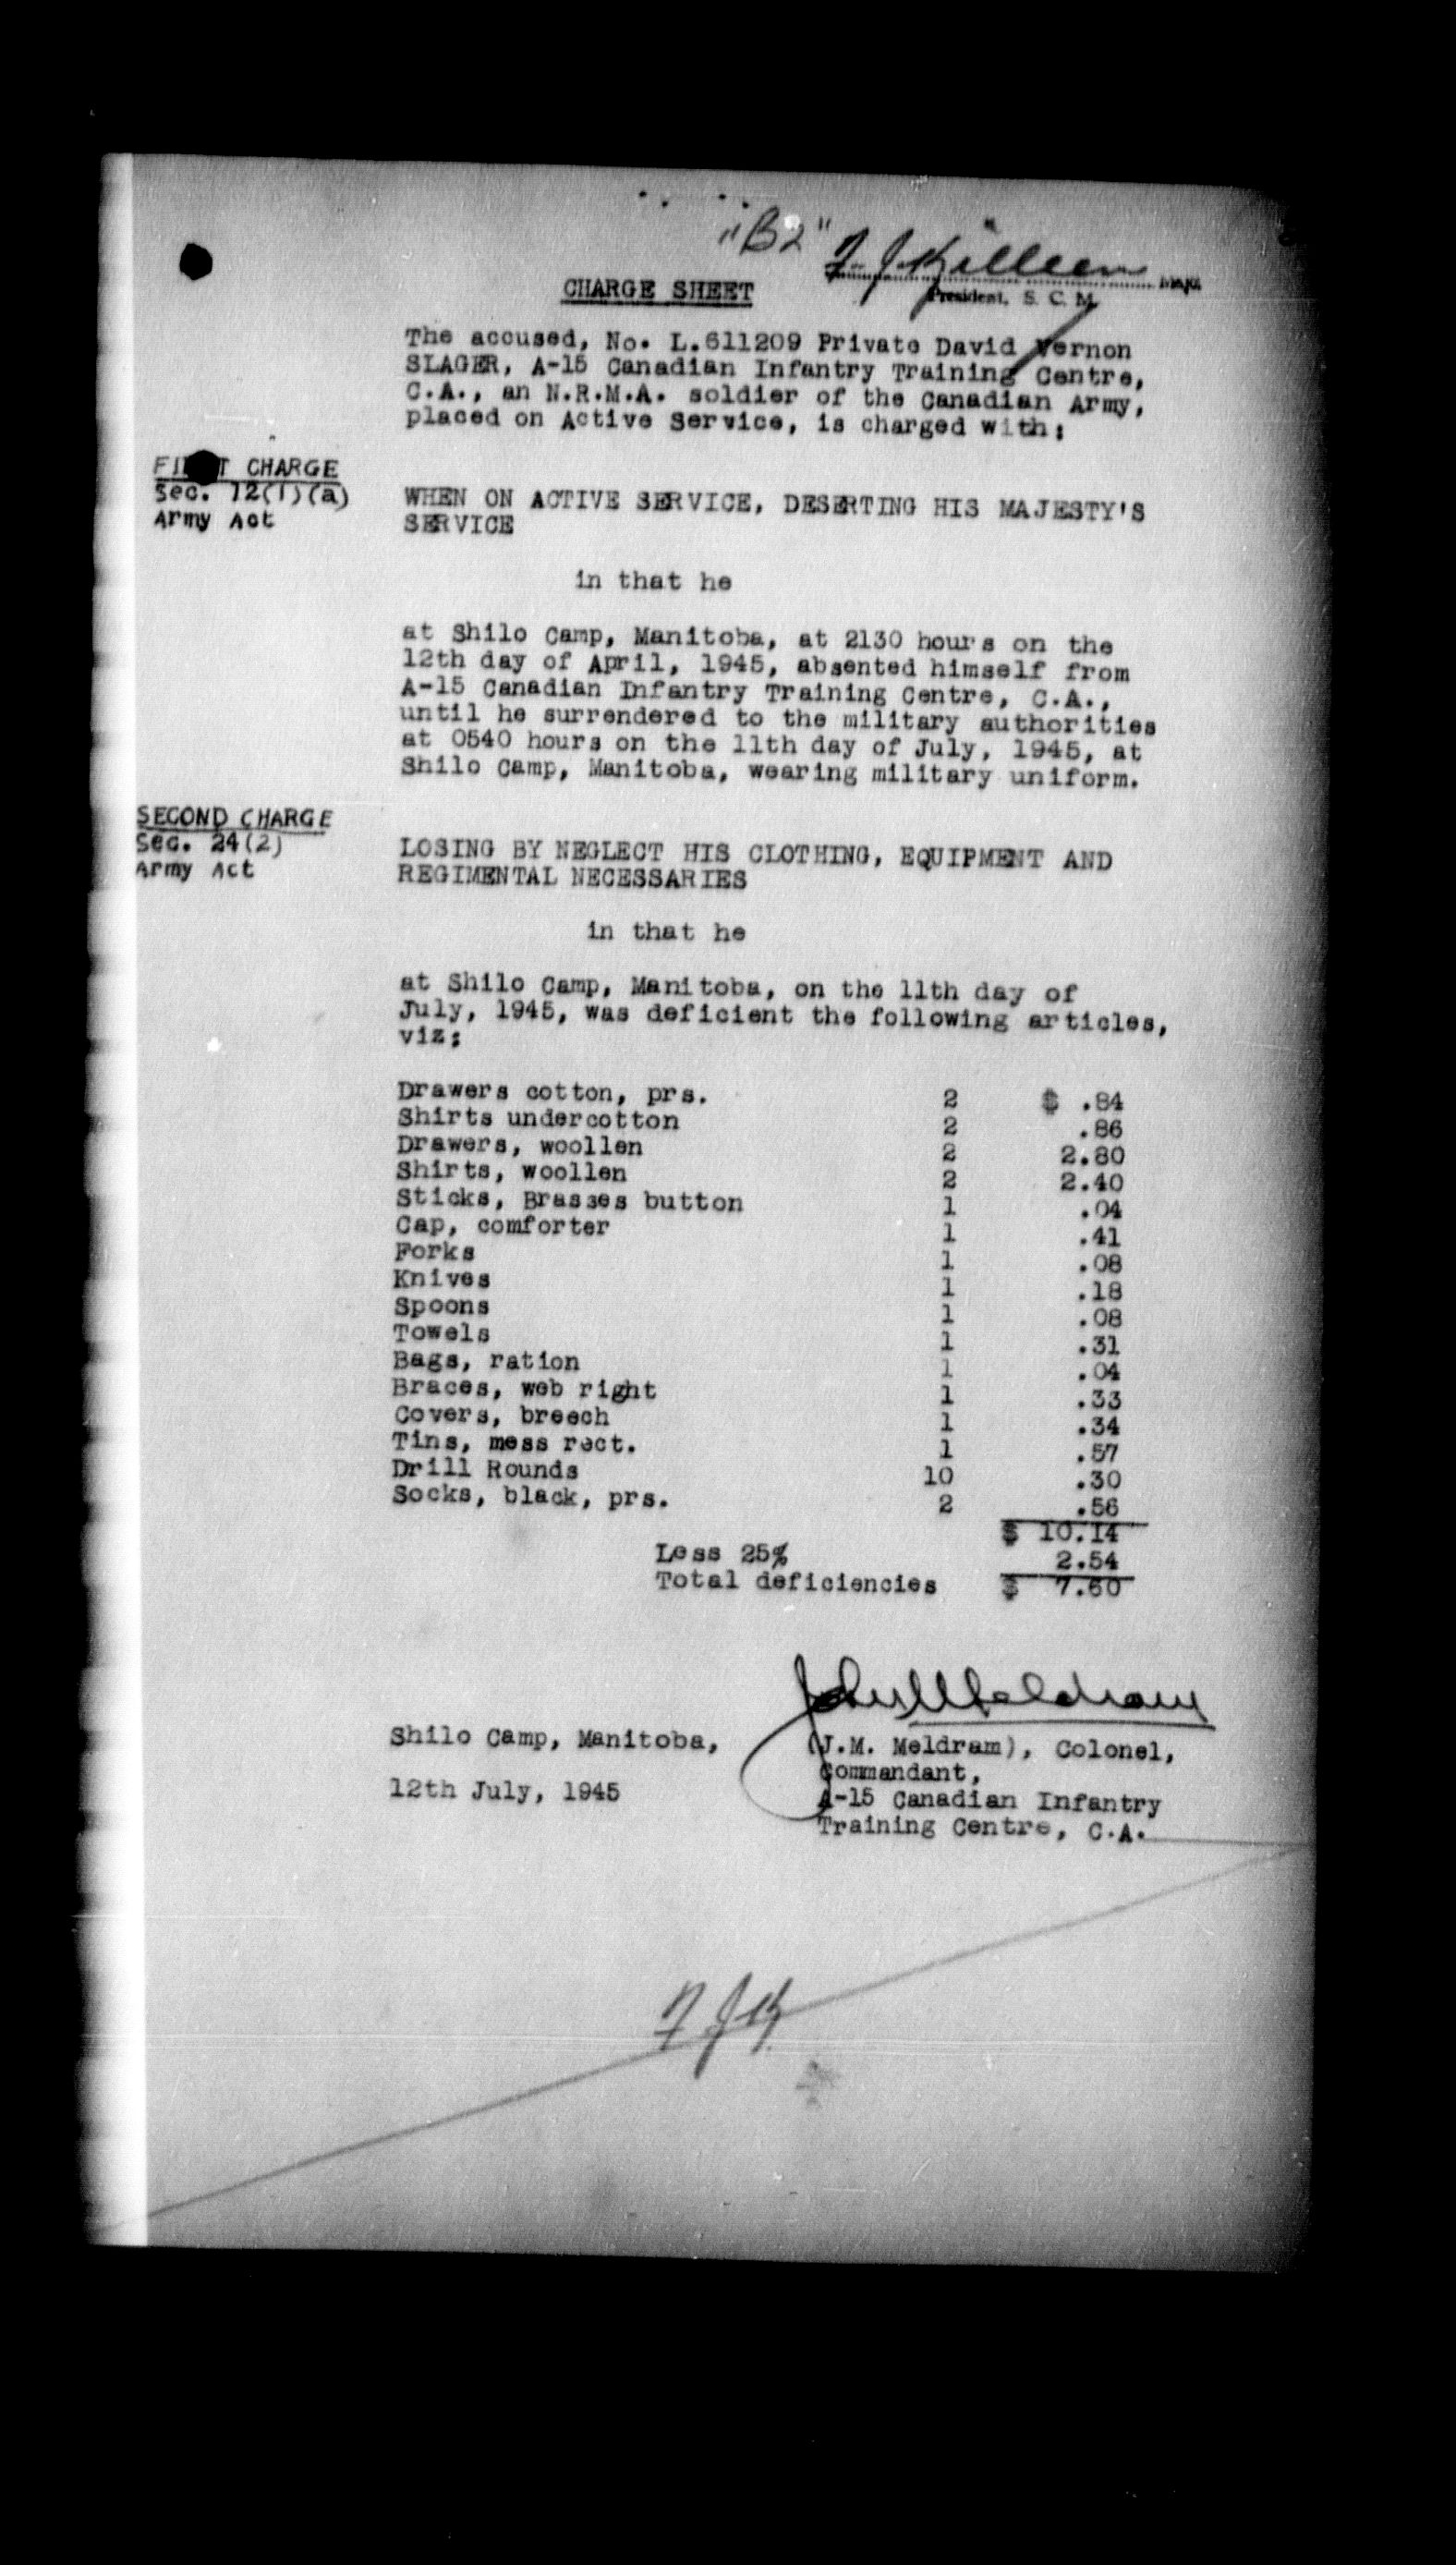 "B2" F. J. Killeen Major
President, S. C. M.
CHARGE SHEET
The accused, No. L.611209 Private David Vernon
SLAGER, A-15 Canadian Infantry Training Centre,
C.A., an N.R.M.A. soldier of the Canadian Army,
placed on Active Service, is charged with:
FIRST CHARGE
Sec. 12(1)(a)
Army Act
WHEN ON ACTIVE SERVICE, DESERTING HIS MAJESTY'S
SERVICE
in that he
at Shilo Camp, Manitoba, at 2130 hours on the
12th day of April, 1945, absented himself from
A-15 Canadian Infantry Training Centre, C.A.,
until he surrendered to the military authorities
at 0540 hours on the 11th day of July, 1945, at
Shilo Camp, Manitoba, wearing military uniform.
SECOND CHARGE
Sec. 24(2)
Army Act
LOSING BY NEGLECT HIS CLOTHING, EQUIPMENT AND
REGIMENTAL NECESSARIES
in that he
at Shilo Camp, Manitoba, on the 11th day of
July, 1945, was deficient the following articles,
viz:
Drawers cotton, prs. 2 $ .84
Shirts undercotton 2 .86
Drawers, woollen 2 2.80
Shirts, woollen 2 2.40
Sticks, Brasses button 1 .04
Cap, comforter 1 .41
Forks 1 .08
Knives 1 .18
Spoons 1 .08
Towels 1 .31
Bags, ration 1 .04
Braces, web right 1 .33
Covers, breech 1 .34
Tins, mess rect. 1 .57
Drill Rounds 10 .30
Socks, black, prs. 2 .56
$ 10.14
Less 25% 2.54
Total deficiencies $ 7.60
John M Meldram
Shilo Camp, Manitoba,
12th July, 1945
(J.M. Meldram), Colonel,
Commandant,
A-15 Canadian Infantry
Training Centre, C.A.
F J K